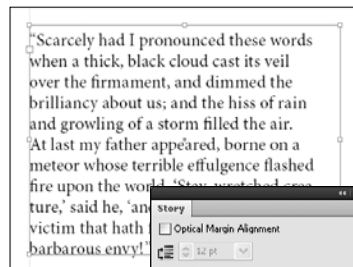 “Scarcely had I pronounced these words
when a thick, black cloud cast its veil
over the firmament, and dimmed the
brilliancy about us; and the hiss of rain
and growling of a storm filled the air.
At last my father appeared, borne on a
meteor whose terrible effulgence flashed
fire upon the world. ‘Stay, wretched crea-
ture,’ said he, ‘and
victim that hath
barbarous envy!”
Story
Optical Margin Alignment
12 pt